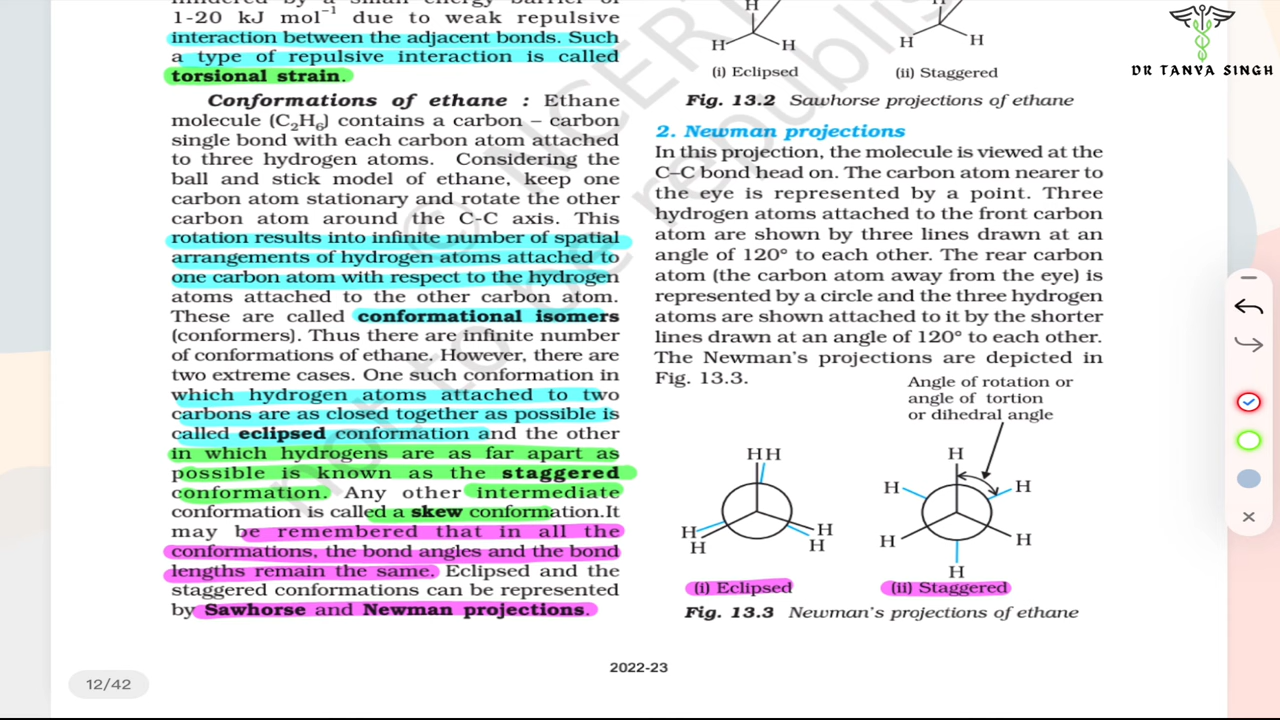 1-20 kJ mol⁻¹ due to weak repulsive
interaction between the adjacent bonds. Such
a type of repulsive interaction is called
torsional strain.
Conformations of ethane : Ethane
molecule (C₂H₆) contains a carbon – carbon
single bond with each carbon atom attached
to three hydrogen atoms. Considering the
ball and stick model of ethane, keep one
carbon atom stationary and rotate the other
carbon atom around the C-C axis. This
rotation results into infinite number of spatial
arrangements of hydrogen atoms attached to
one carbon atom with respect to the hydrogen
atoms attached to the other carbon atom.
These are called conformational isomers
(conformers). Thus there are infinite number
of conformations of ethane. However, there are
two extreme cases. One such conformation in
which hydrogen atoms attached to two
carbons are as closed together as possible is
called eclipsed conformation and the other
in which hydrogens are as far apart as
possible is known as the staggered
conformation. Any other intermediate
conformation is called a skew conformation.It
may be remembered that in all the
conformations, the bond angles and the bond
lengths remain the same. Eclipsed and the
staggered conformations can be represented
by Sawhorse and Newman projections.
H H
H H H H
(i) Eclipsed (ii) Staggered
Fig. 13.2 Sawhorse projections of ethane
2. Newman projections
In this projection, the molecule is viewed at the
C–C bond head on. The carbon atom nearer to
the eye is represented by a point. Three
hydrogen atoms attached to the front carbon
atom are shown by three lines drawn at an
angle of 120° to each other. The rear carbon
atom (the carbon atom away from the eye) is
represented by a circle and the three hydrogen
atoms are shown attached to it by the shorter
lines drawn at an angle of 120° to each other.
The Newman's projections are depicted in
Fig. 13.3.
Angle of rotation or
angle of tortion
or dihedral angle
HH H
H H
H H H H
H H
H
(i) Eclipsed (ii) Staggered
Fig. 13.3 Newman's projections of ethane
2022-23
12/42
DR TANYA SINGH
© NCERT
not to be republis